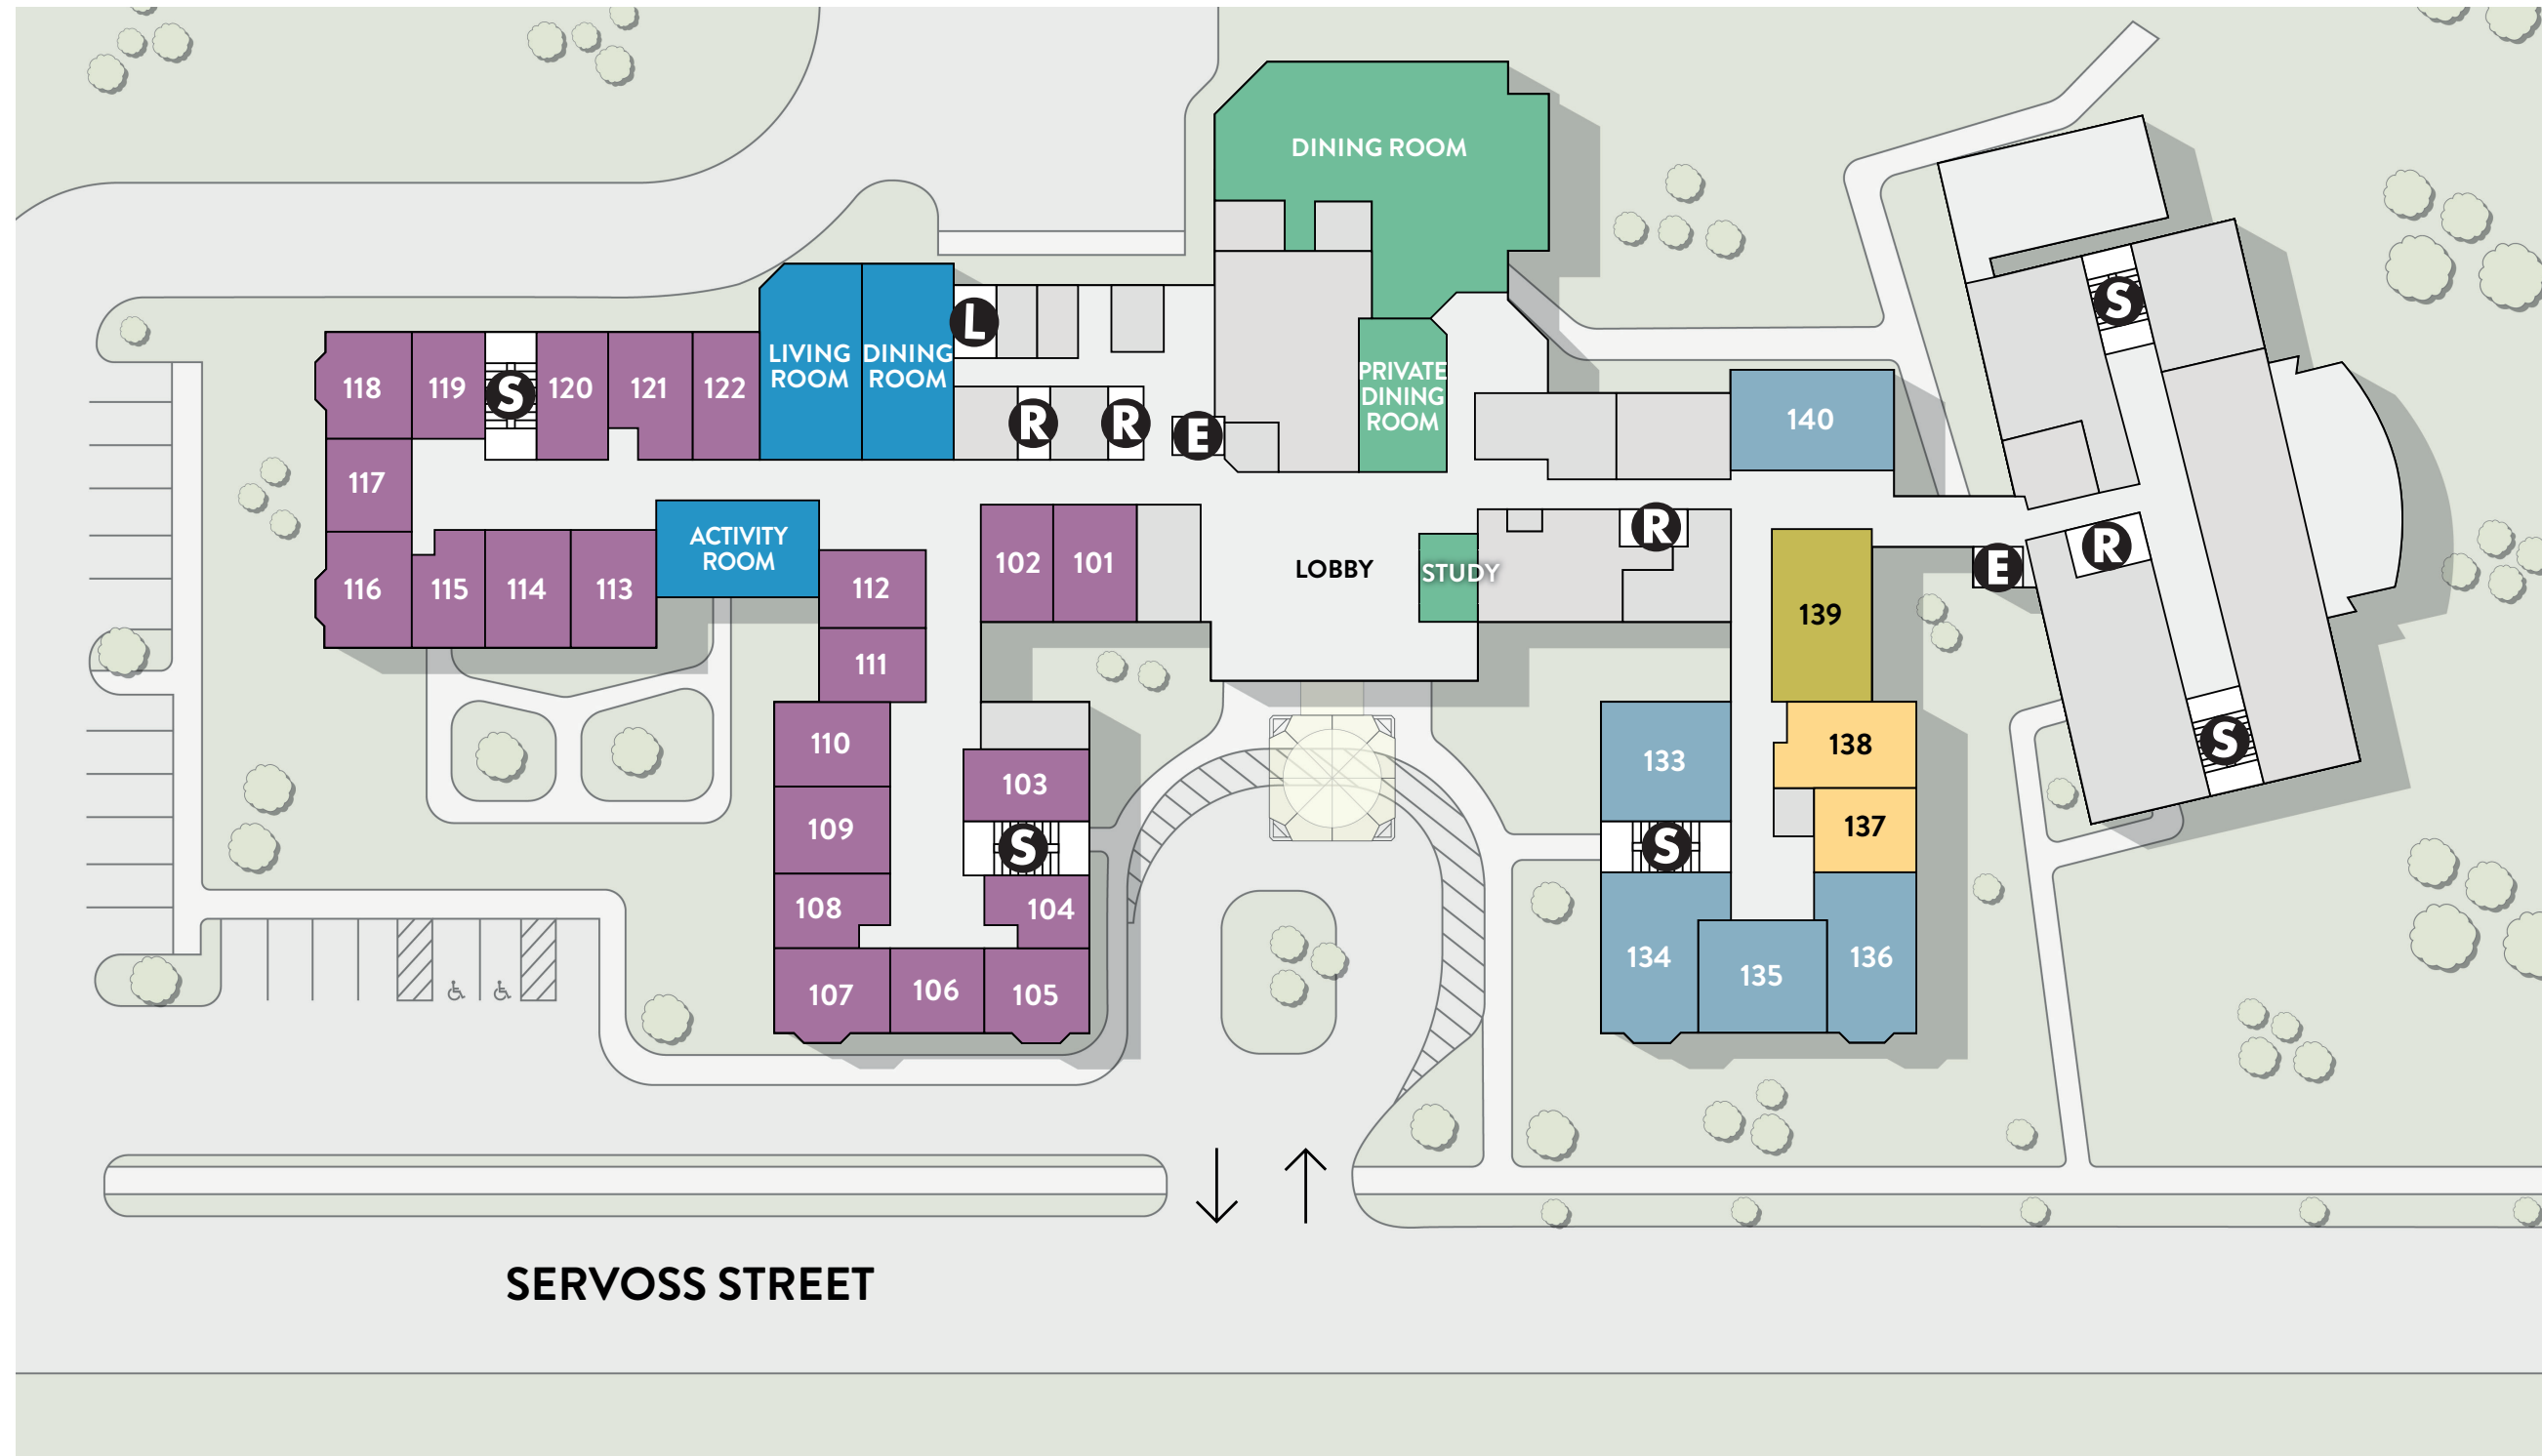 DINING ROOM
S
L
LIVING
ROOM
DINING
ROOM
PRIVATE
DINING
ROOM
118
119
S
120
121
122
R
R
E
140
117
ACTIVITY
ROOM
R
R
116
115
114
113
112
102
101
LOBBY
STUDY
E
139
111
110
103
133
138
S
109
S
S
137
108
104
107
106
105
134
135
136
SERVOSS STREET